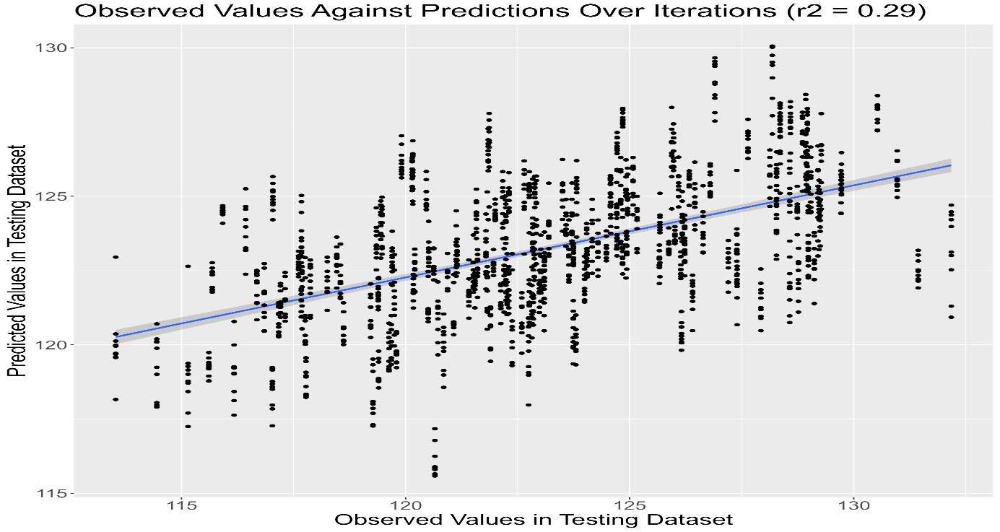 Observed Values Against Predictions Over Iterations (r2 = 0.29)
130
125
120
115
Predicted Values in Testing Dataset
115
120
125
130
Observed Values in Testing Dataset